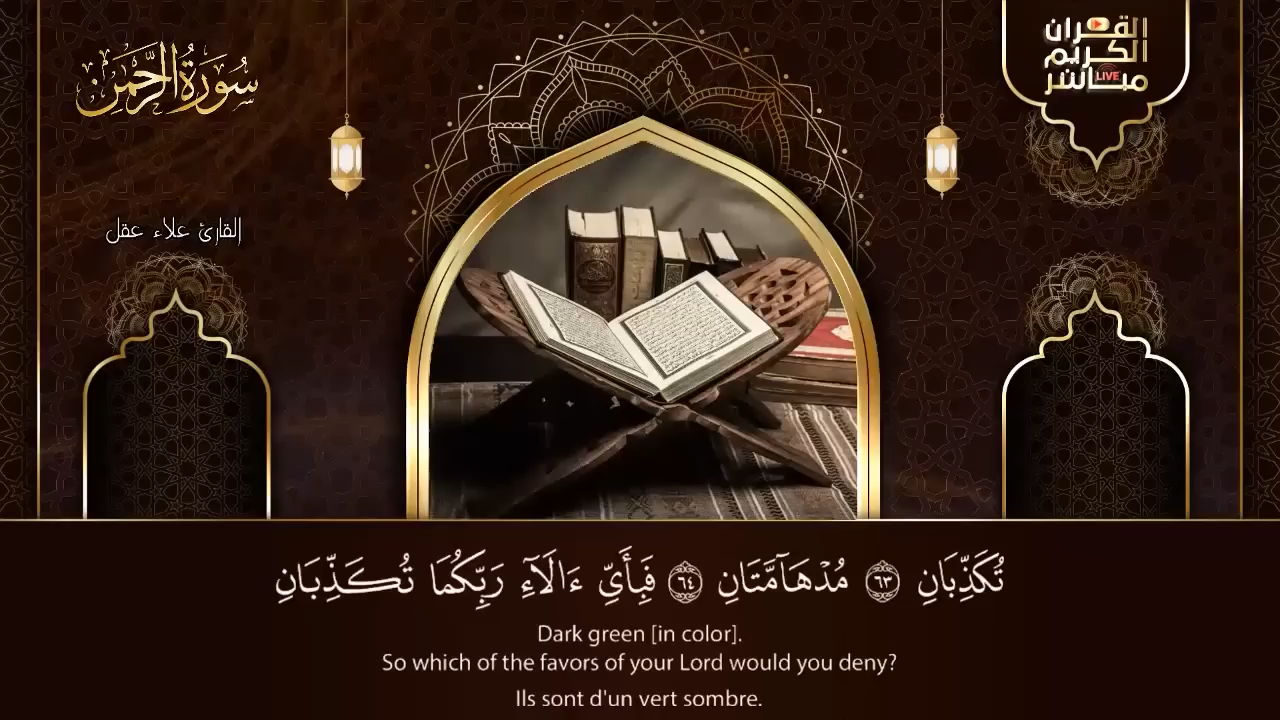 سُورَةُ الرَّحْمَٰن
القرآن
الكريم
مباشر
LIVE
القارئ علاء عقل
تُكَذِّبَانِ ٦٣ مُدْهَآمَّتَانِ ٦٤ فَبِأَيِّ ءَالَآءِ رَبِّكُمَا تُكَذِّبَانِ
Dark green [in color].
So which of the favors of your Lord would you deny?
Ils sont d'un vert sombre.